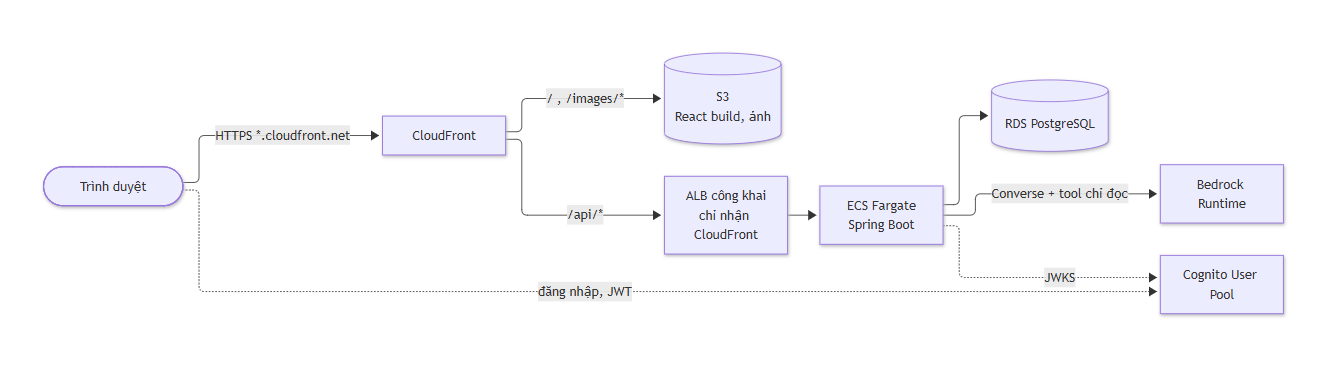 Trình duyệt
HTTPS *.cloudfront.net
CloudFront
/ , /images/*
S3
React build, ảnh
/api/*
ALB công khai
chỉ nhận
CloudFront
ECS Fargate
Spring Boot
RDS PostgreSQL
Converse + tool chỉ đọc
Bedrock
Runtime
JWKS
Cognito User
Pool
đăng nhập, JWT